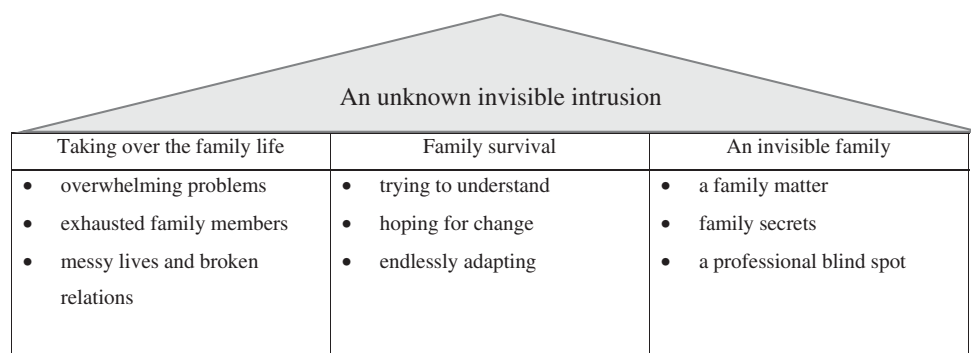 An unknown invisible intrusion
Taking over the family life
• overwhelming problems
• exhausted family members
• messy lives and broken
relations
Family survival
• trying to understand
• hoping for change
• endlessly adapting
An invisible family
• a family matter
• family secrets
• a professional blind spot